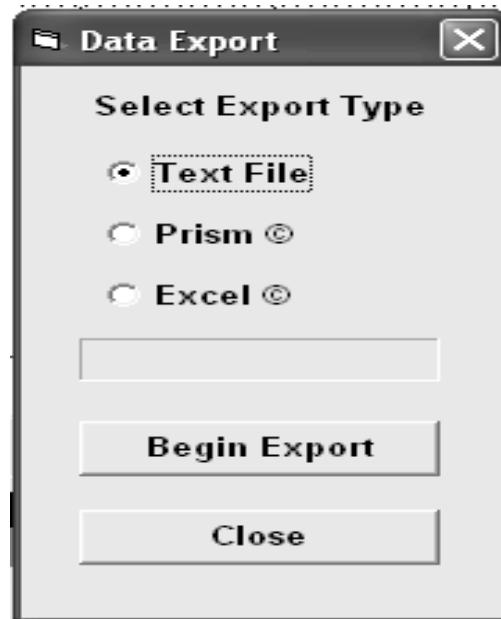 Data Export
Select Export Type
Text File
Prism ©
Excel ©
Begin Export
Close